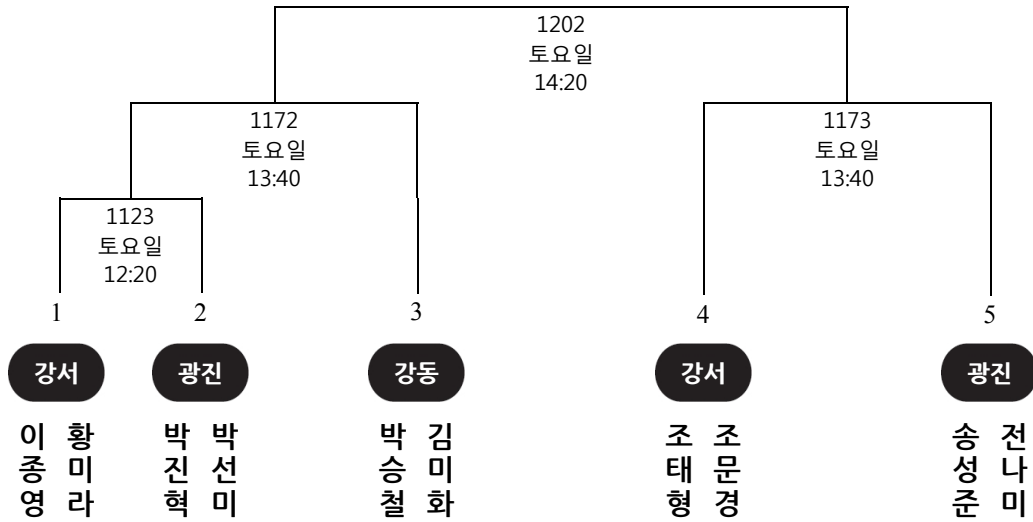 1202
토요일
14:20
1172
토요일
13:40
1173
토요일
13:40
1123
토요일
12:20
1 2 3 4 5
강서 광진 강동 강서 광진
이종영 황미라 박진혁 박선미 박승철 김미화 조태형 조문경 송성준 전나미